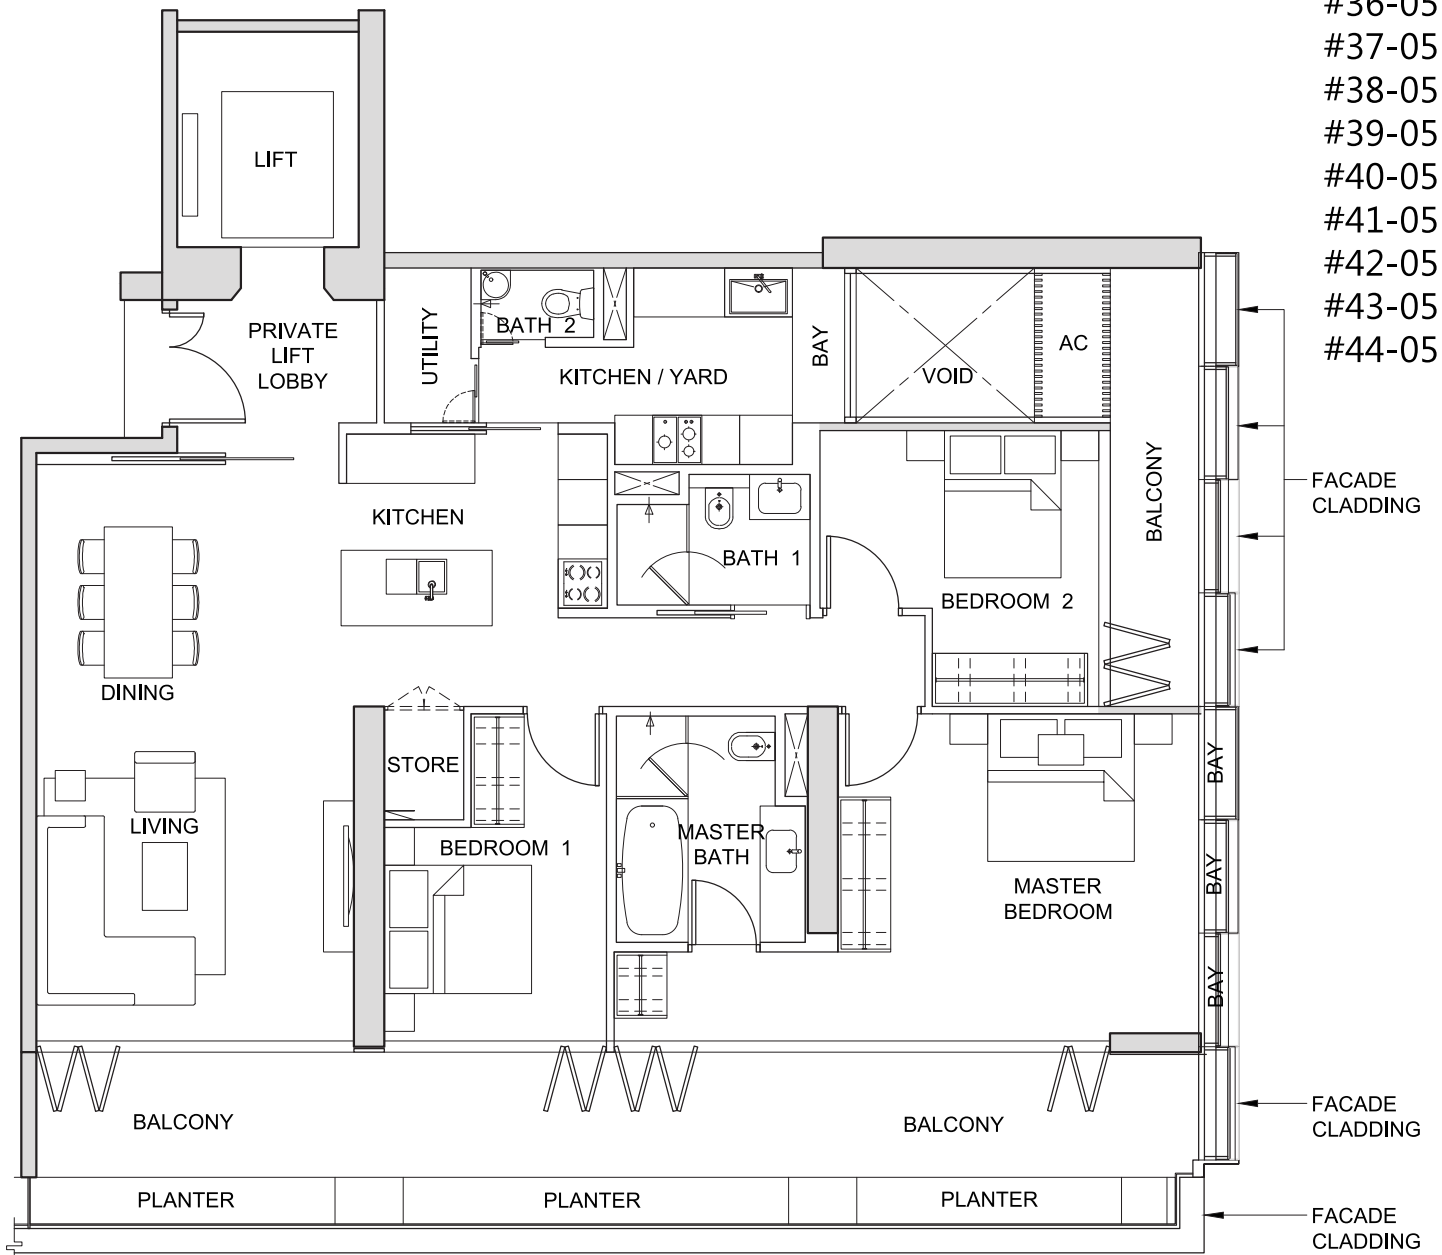 #36-05
#37-05
#38-05
#39-05
#40-05
#41-05
#42-05
#43-05
#44-05
LIFT
PRIVATE
LIFT
LOBBY
UTILITY
BATH 2
KITCHEN / YARD
BAY
VOID
AC
BALCONY
FACADE
CLADDING
KITCHEN
BATH 1
BEDROOM 2
DINING
STORE
LIVING
BEDROOM 1
MASTER
BATH
MASTER
BEDROOM
BAY
BAY
BAY
BALCONY
BALCONY
FACADE
CLADDING
PLANTER
PLANTER
PLANTER
FACADE
CLADDING